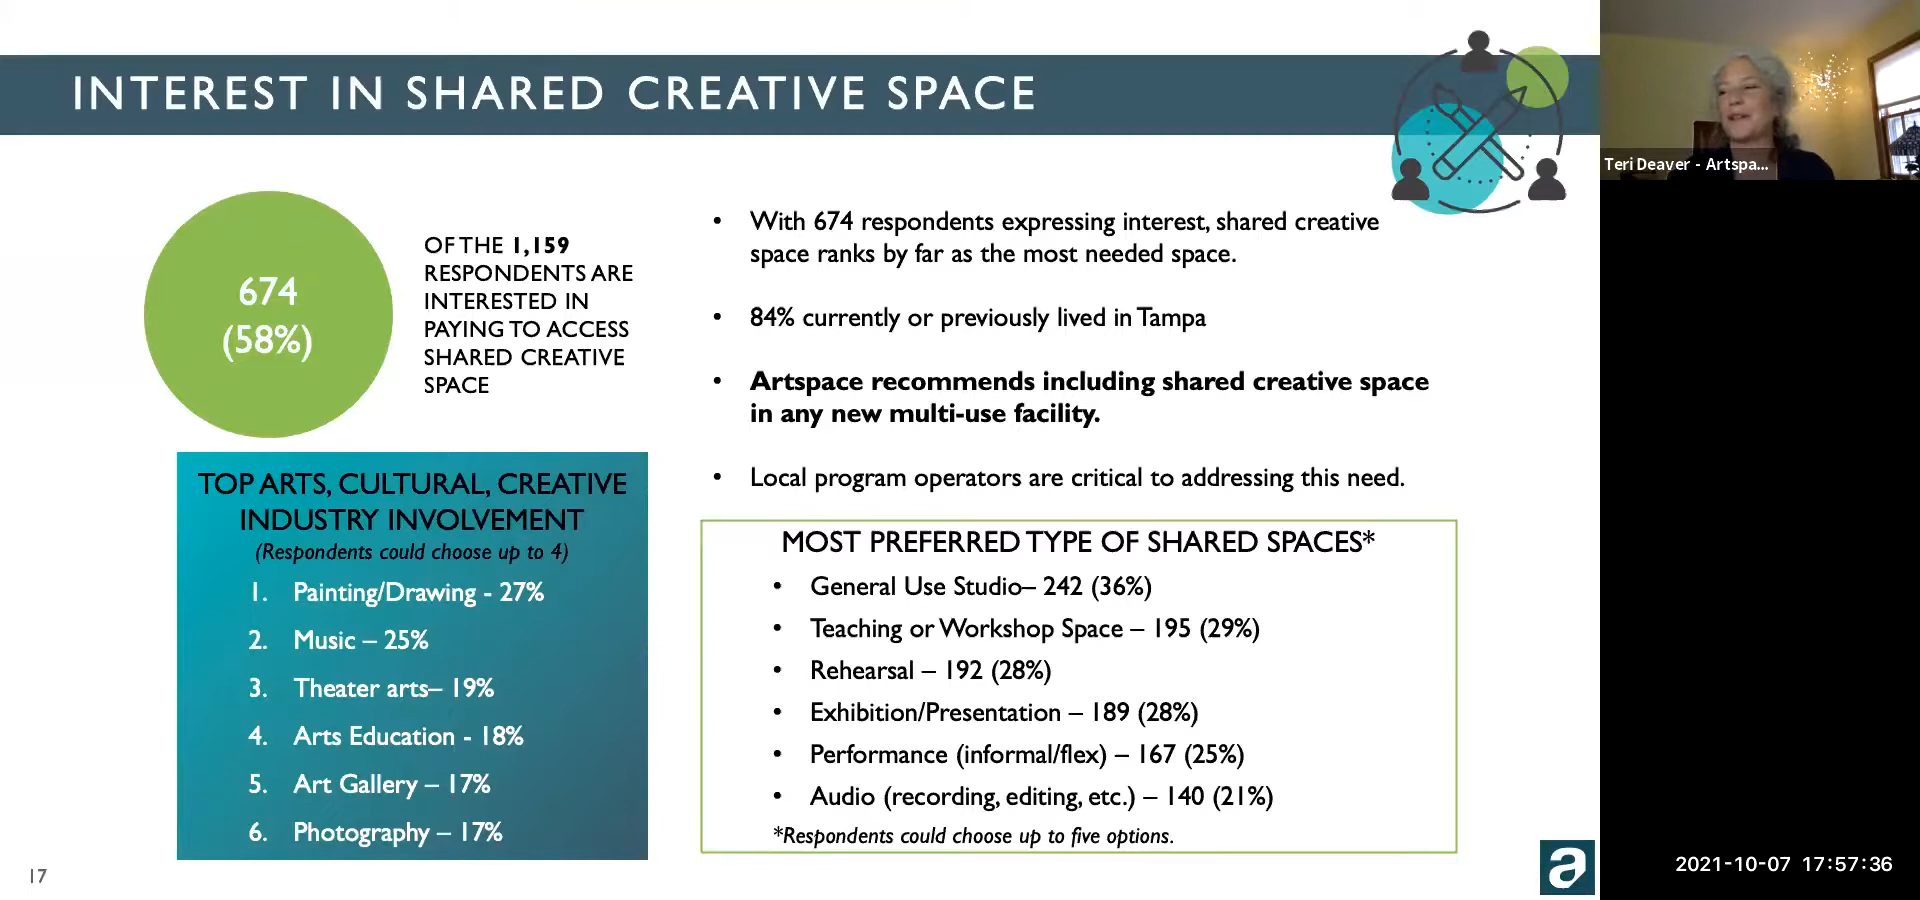 INTEREST IN SHARED CREATIVE SPACE
Teri Deaver - Artspa...
674
(58%)
OF THE 1,159
RESPONDENTS ARE
INTERESTED IN
PAYING TO ACCESS
SHARED CREATIVE
SPACE
• With 674 respondents expressing interest, shared creative
space ranks by far as the most needed space.
• 84% currently or previously lived in Tampa
• Artspace recommends including shared creative space
in any new multi-use facility.
• Local program operators are critical to addressing this need.
TOP ARTS, CULTURAL, CREATIVE
INDUSTRY INVOLVEMENT
(Respondents could choose up to 4)
1. Painting/Drawing - 27%
2. Music – 25%
3. Theater arts– 19%
4. Arts Education - 18%
5. Art Gallery – 17%
6. Photography – 17%
MOST PREFERRED TYPE OF SHARED SPACES*
• General Use Studio– 242 (36%)
• Teaching or Workshop Space – 195 (29%)
• Rehearsal – 192 (28%)
• Exhibition/Presentation – 189 (28%)
• Performance (informal/flex) – 167 (25%)
• Audio (recording, editing, etc.) – 140 (21%)
*Respondents could choose up to five options.
17
a
2021-10-07 17:57:36